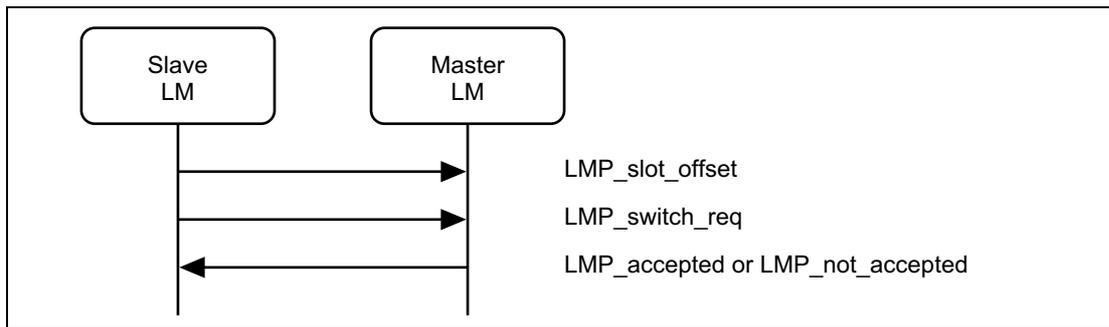 Slave
LM
Master
LM
LMP_slot_offset
LMP_switch_req
LMP_accepted or LMP_not_accepted